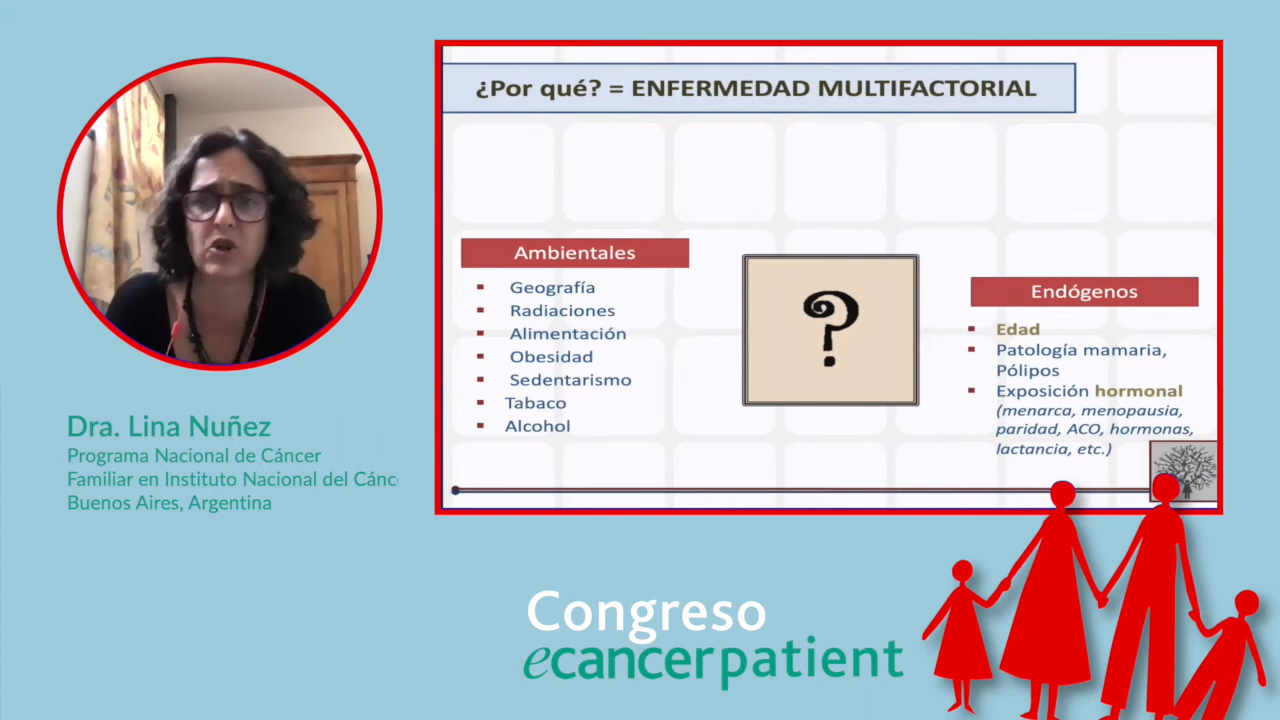 ¿Por qué? = ENFERMEDAD MULTIFACTORIAL
Ambientales
Geografía
Radiaciones
Alimentación
Obesidad
Sedentarismo
Tabaco
Alcohol
?
Endógenos
Edad
Patología mamaria,
Pólipos
Exposición hormonal
(menarca, menopausia,
paridad, ACO, hormonas,
lactancia, etc.)
Dra. Lina Nuñez
Programa Nacional de Cáncer
Familiar en Instituto Nacional del Cánc
Buenos Aires, Argentina
Congreso
ecancerpatient